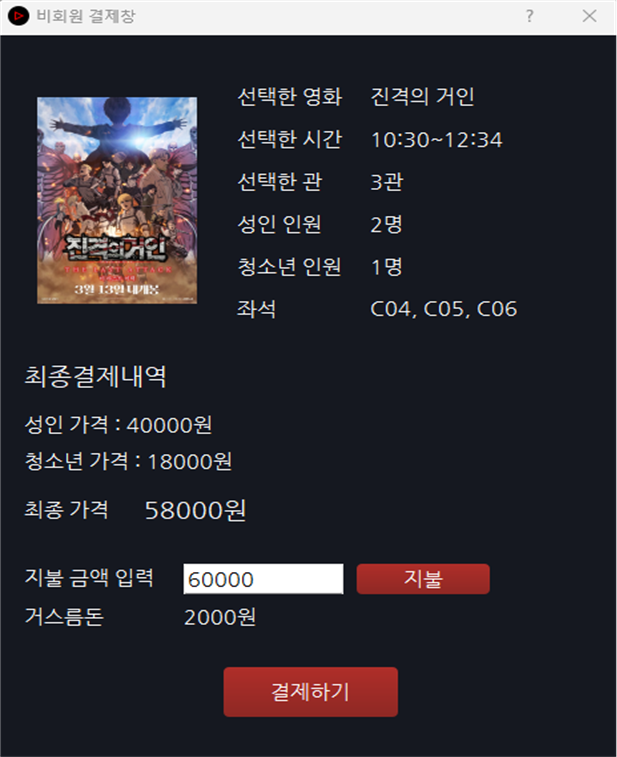 비회원 결제창 ?
선택한 영화 진격의 거인
선택한 시간 10:30~12:34
선택한 관 3관
성인 인원 2명
청소년 인원 1명
좌석 C04, C05, C06
진격의거인
THE LAST ATTACK
3월 13일 대개봉
최종결제내역
성인 가격 : 40000원
청소년 가격 : 18000원
최종 가격 58000원
지불 금액 입력 60000 지불
거스름돈 2000원
결제하기